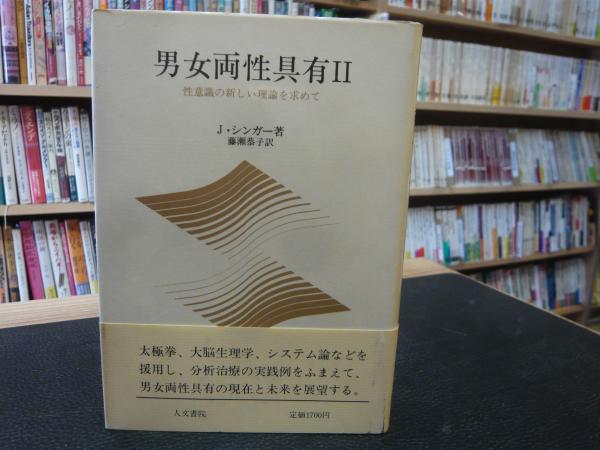 男女両性具有II
性意識の新しい理論を求めて
J・シンガー著
藤瀬恭子訳
太極拳、大脳生理学、システム論などを
援用し、分析治療の実践例をふまえて、
男女両性具有の現在と未来を展望する。
人文書院
定価1700円